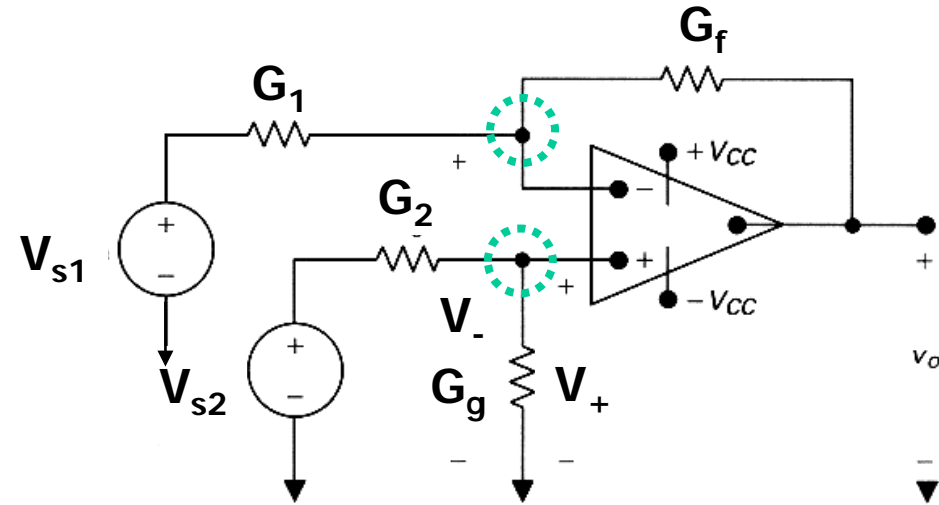 G_f
G_1
+
+ V_CC
−
G_2
V_s1
+
−
+
+
− V_CC
+
V_-
V_s2
+
−
G_g
V_+
v_o
−
−
−